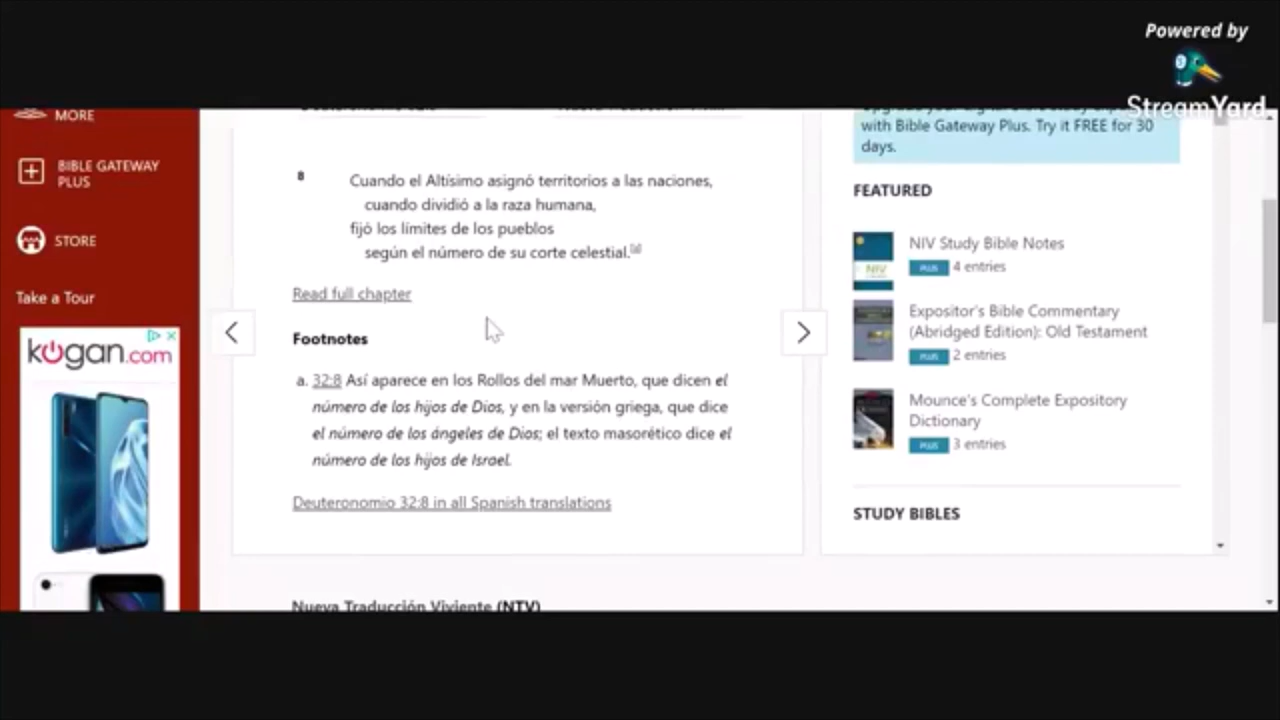 Powered by
StreamYard
MORE
BIBLE GATEWAY
PLUS
STORE
Take a Tour
kogan.com
8 Cuando el Altísimo asignó territorios a las naciones,
cuando dividió a la raza humana,
fijó los límites de los pueblos
según el número de su corte celestial.[a]
Read full chapter
Footnotes
a. 32:8 Así aparece en los Rollos del mar Muerto, que dicen el
número de los hijos de Dios, y en la versión griega, que dice
el número de los ángeles de Dios; el texto masorético dice el
número de los hijos de Israel.
Deuteronomio 32:8 in all Spanish translations
Nueva Traducción Viviente (NTV)
with Bible Gateway Plus. Try it FREE for 30
days.
FEATURED
NIV
NIV Study Bible Notes
PLUS 4 entries
Expositor's Bible Commentary
(Abridged Edition): Old Testament
PLUS 2 entries
Mounce's Complete Expository
Dictionary
PLUS 3 entries
STUDY BIBLES